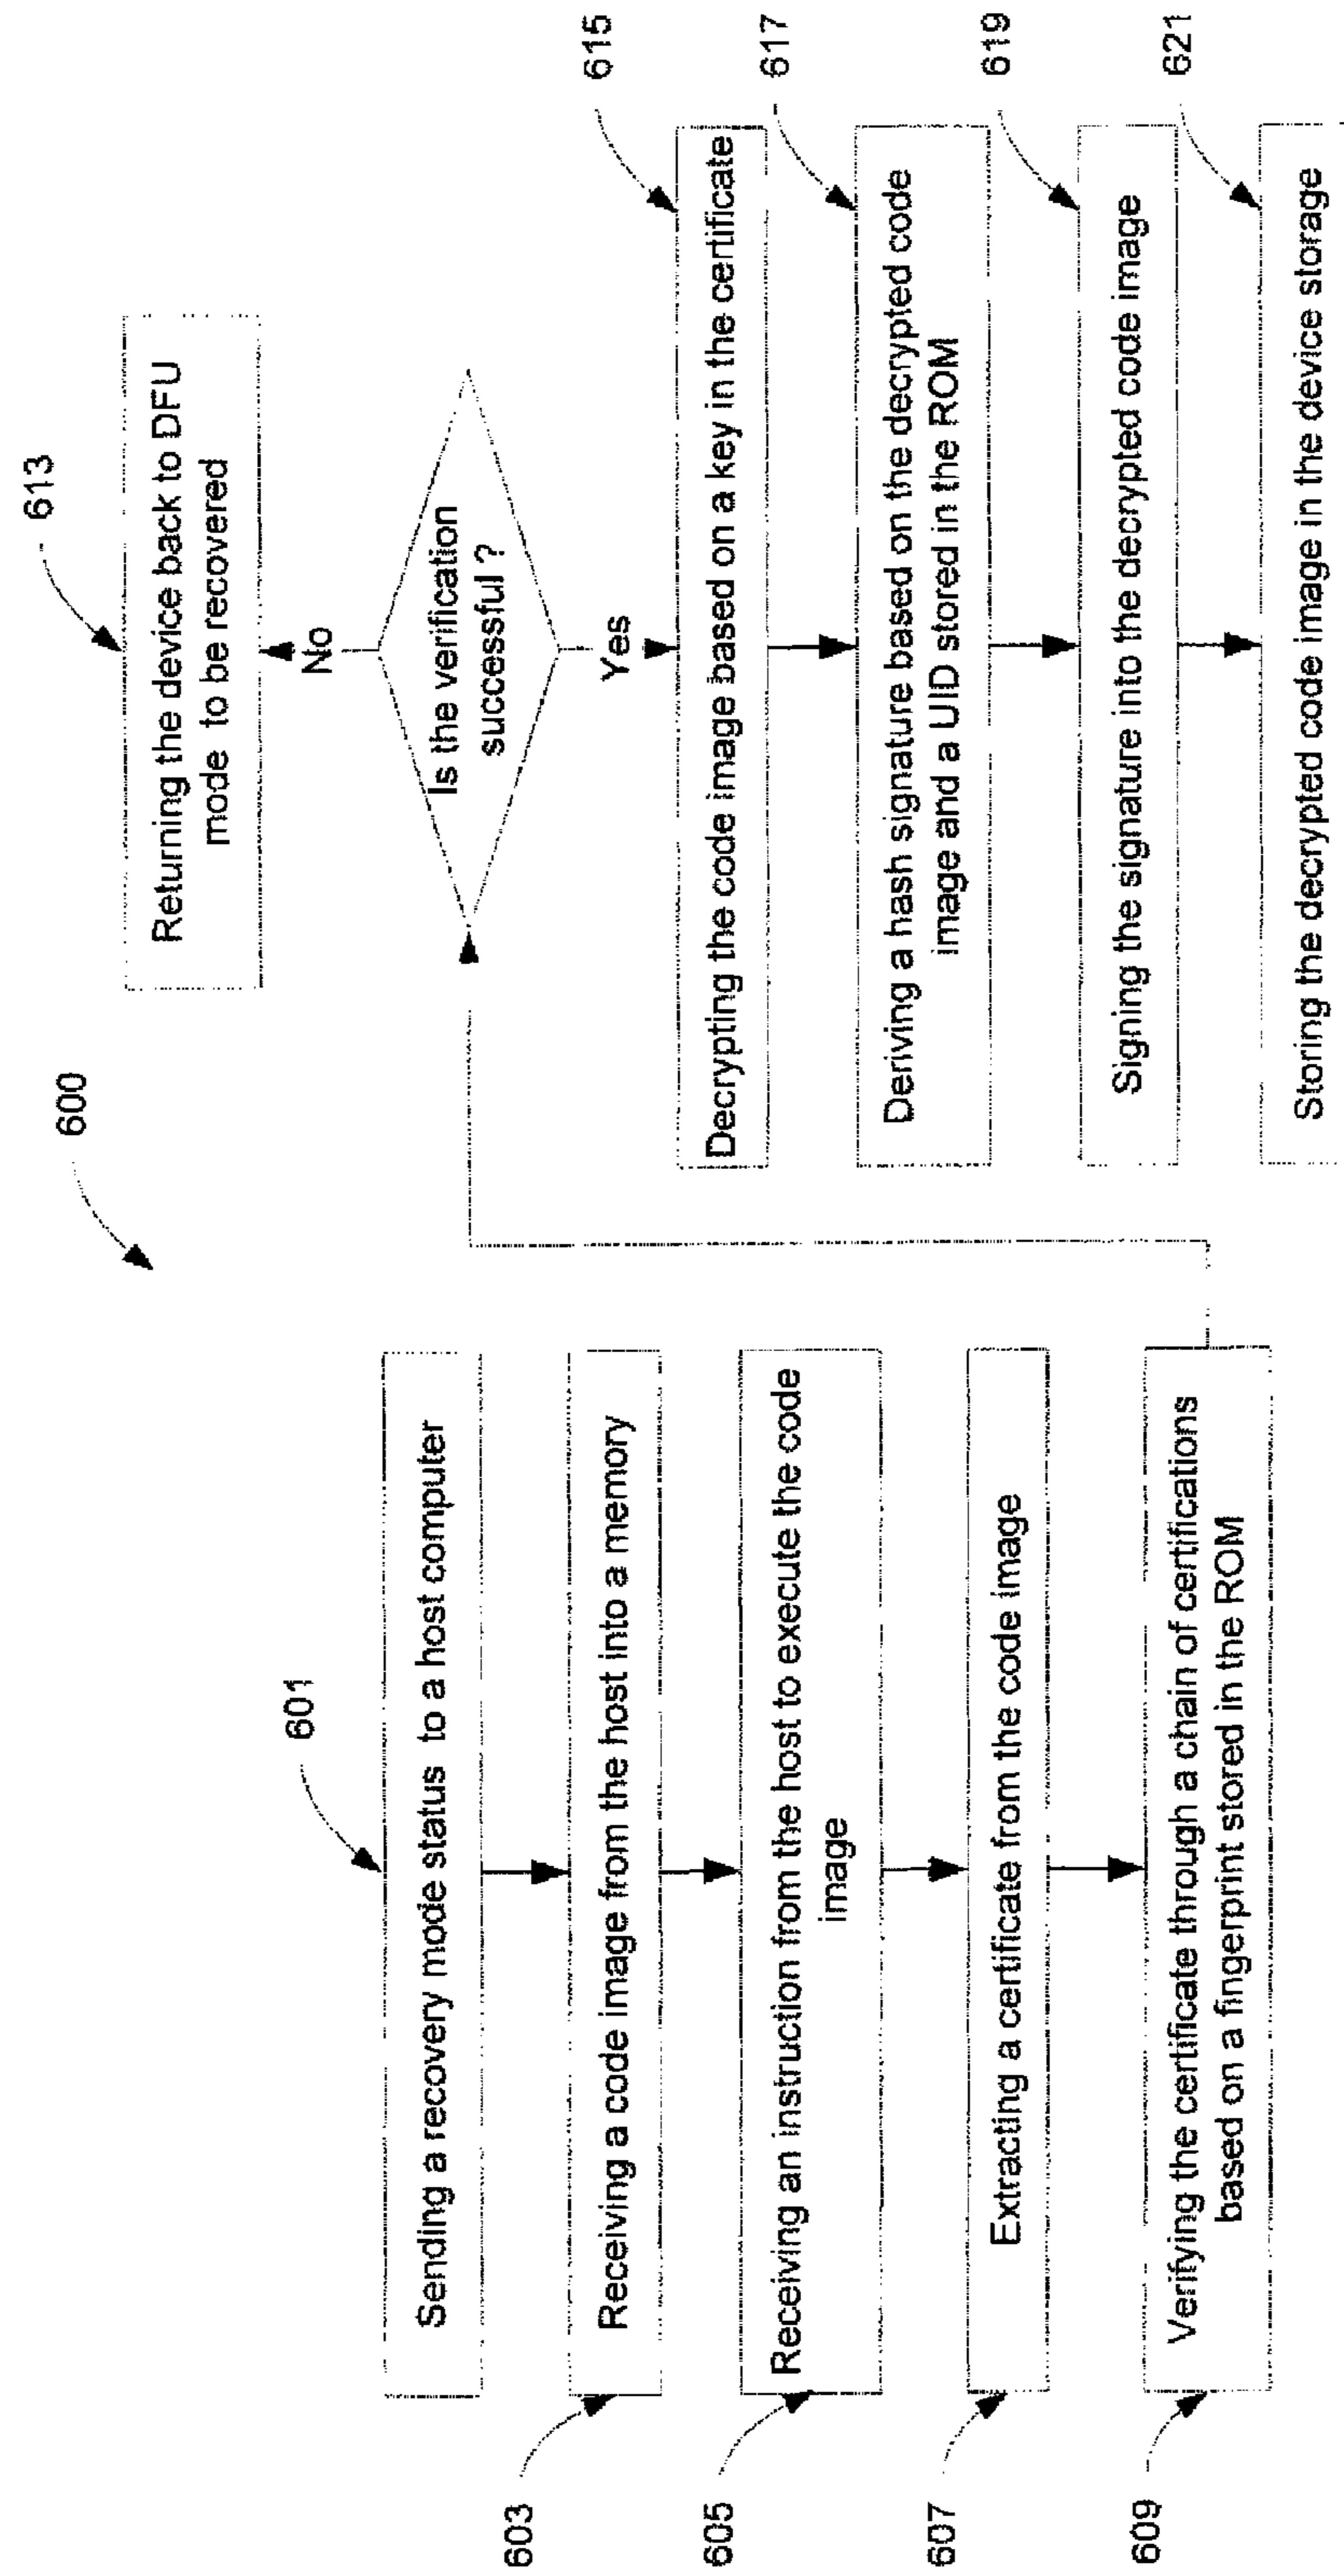 600
601
Sending a recovery mode status to a host computer
603
Receiving a code image from the host into a memory
605
Receiving an instruction from the host to execute the code
image
607
Extracting a certificate from the code image
609
Verifying the certificate through a chain of certifications
based on a fingerprint stored in the ROM
613
Returning the device back to DFU
mode to be recovered
No
Is the verification
successful ?
Yes
615
Decrypting the code image based on a key in the certificate
617
Deriving a hash signature based on the decrypted code
image and a UID stored in the ROM
619
Signing the signature into the decrypted code image
621
Storing the decrypted code image in the device storage